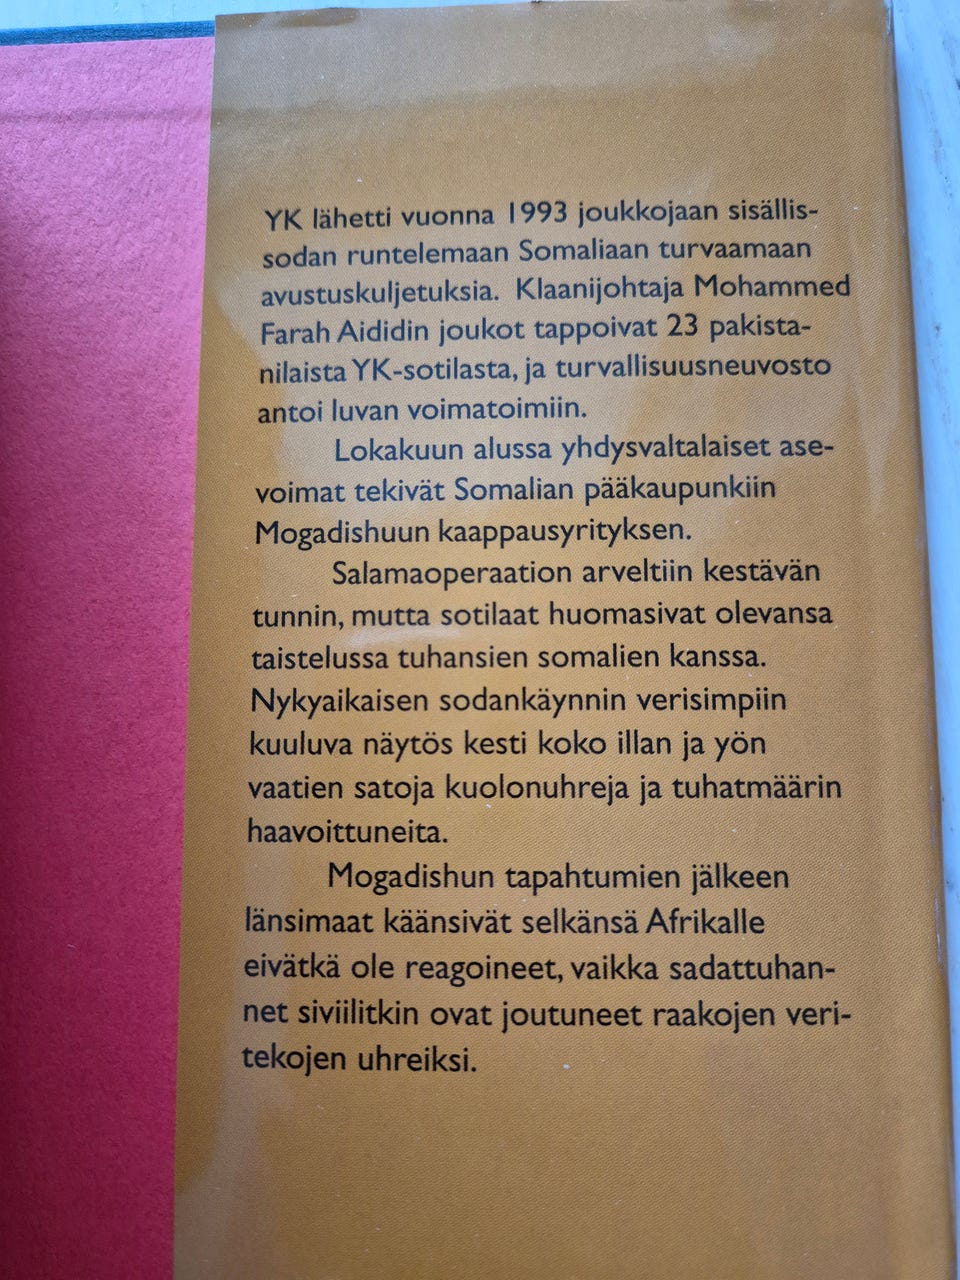 YK lähetti vuonna 1993 joukkojaan sisällis-
sodan runtelemaan Somaliaan turvaamaan
avustuskuljetuksia. Klaanijohtaja Mohammed
Farah Aididin joukot tappoivat 23 pakista-
nilaista YK-sotilasta, ja turvallisuusneuvosto
antoi luvan voimatoimiin.
Lokakuun alussa yhdysvaltalaiset ase-
voimat tekivät Somalian pääkaupunkiin
Mogadishuun kaappausyrityksen.
Salamaoperaation arveltiin kestävän
tunnin, mutta sotilaat huomasivat olevansa
taistelussa tuhansien somalien kanssa.
Nykyaikaisen sodankäynnin verisimpiin
kuuluva näytös kesti koko illan ja yön
vaatien satoja kuolonuhreja ja tuhatmäärin
haavoittuneita.
Mogadishun tapahtumien jälkeen
länsimaat käänsivät selkänsä Afrikalle
eivätkä ole reagoineet, vaikka sadattuhan-
net siviilitkin ovat joutuneet raakojen veri-
tekojen uhreiksi.